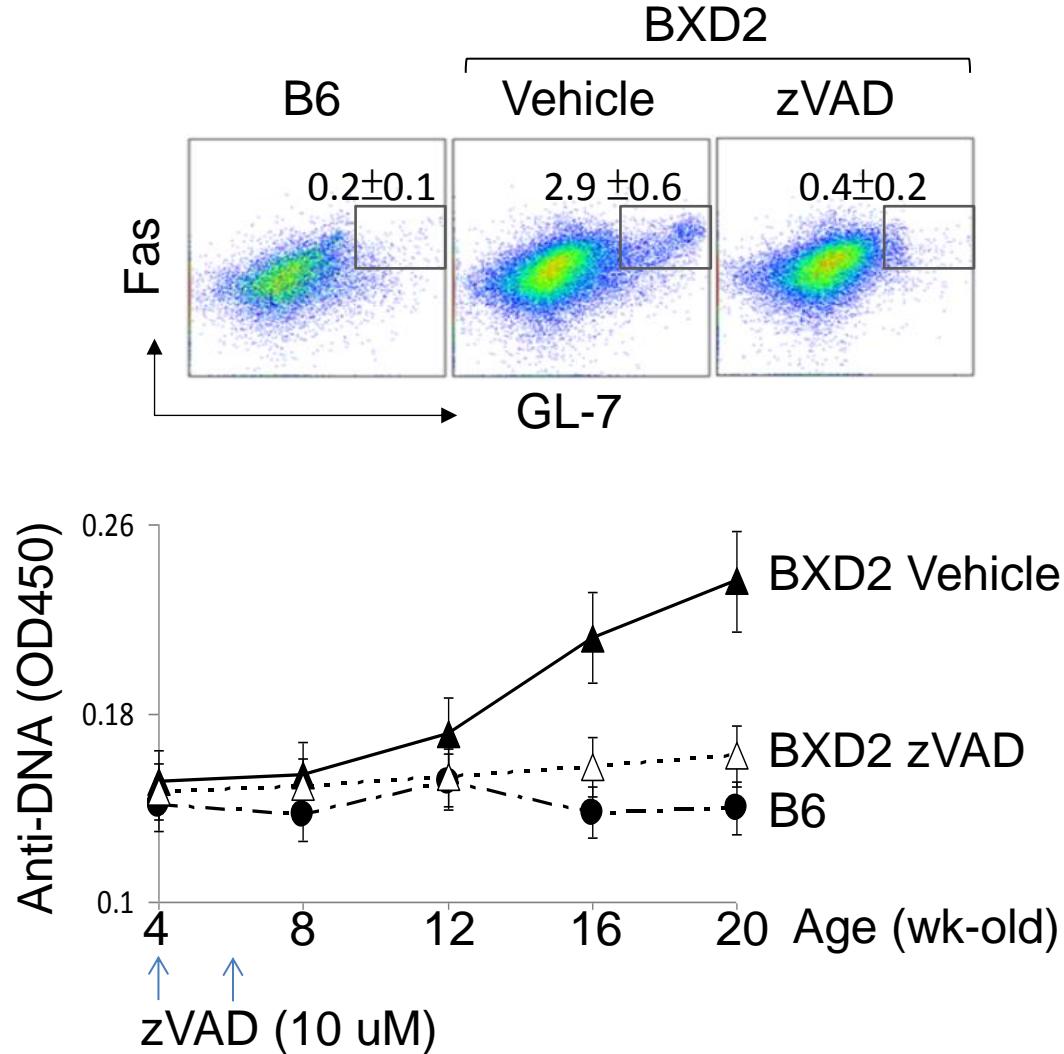 BXD2
B6 Vehicle zVAD
0.2±0.1 2.9 ±0.6 0.4±0.2
Fas
GL-7
Anti-DNA (OD450)
0.26
0.18
0.1
BXD2 Vehicle
BXD2 zVAD
B6
4 8 12 16 20 Age (wk-old)
zVAD (10 uM)